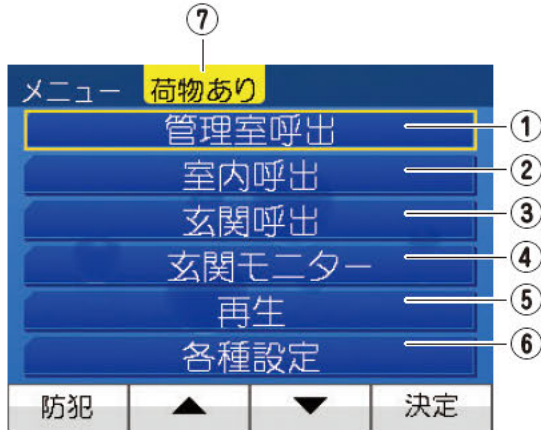 ⑦
メニュー 荷物あり
管理室呼出 ①
室内呼出 ②
玄関呼出 ③
玄関モニター ④
再生 ⑤
各種設定 ⑥
防犯 ▲ ▼ 決定